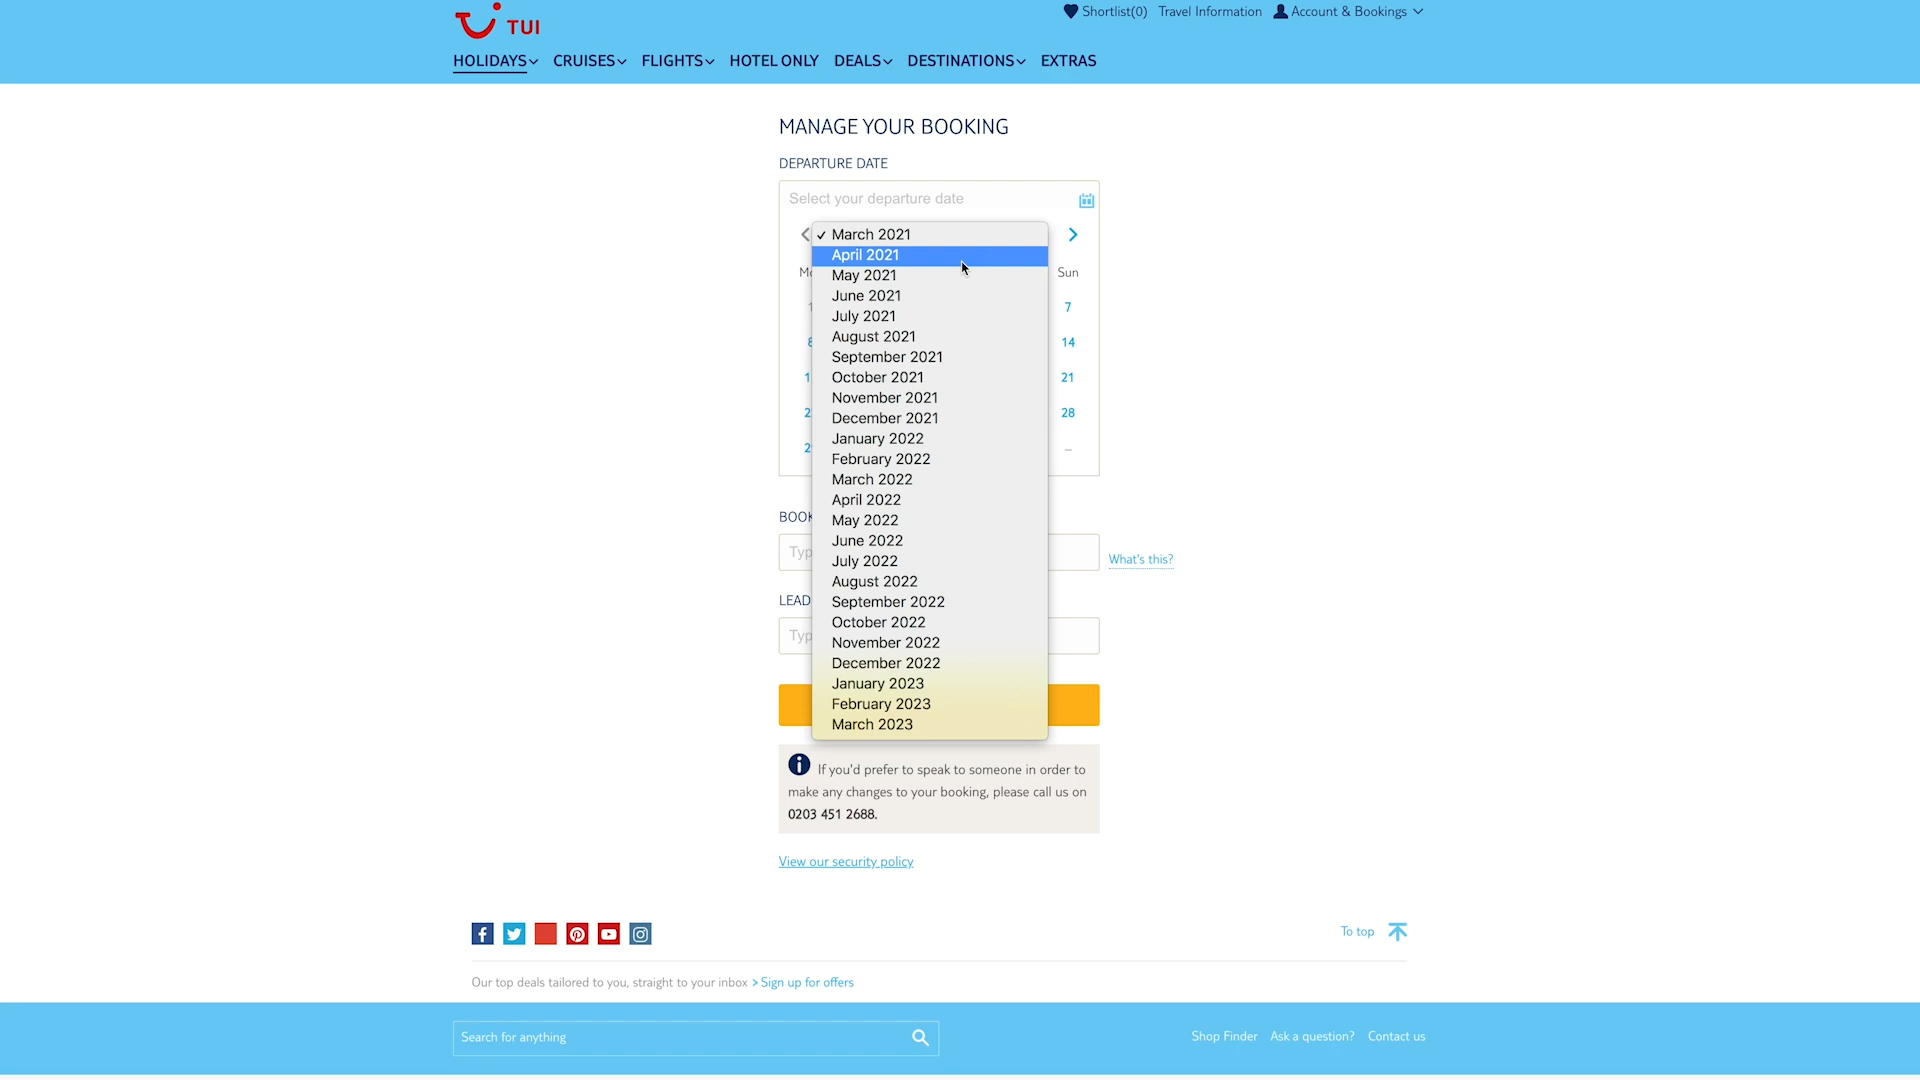 TUI
Shortlist(0) Travel Information Account & Bookings
HOLIDAYS CRUISES FLIGHTS HOTEL ONLY DEALS DESTINATIONS EXTRAS
MANAGE YOUR BOOKING
DEPARTURE DATE
Select your departure date
✓ March 2021
April 2021
May 2021
Sun
June 2021
7
July 2021
August 2021
14
September 2021
October 2021
21
November 2021
December 2021
28
January 2022
February 2022
March 2022
April 2022
May 2022
June 2022
What's this?
July 2022
August 2022
September 2022
LEAD
October 2022
November 2022
December 2022
January 2023
February 2023
March 2023
If you'd prefer to speak to someone in order to
make any changes to your booking, please call us on
0203 451 2688.
View our security policy
To top
Our top deals tailored to you, straight to your inbox > Sign up for offers
Search for anything
Shop Finder Ask a question? Contact us